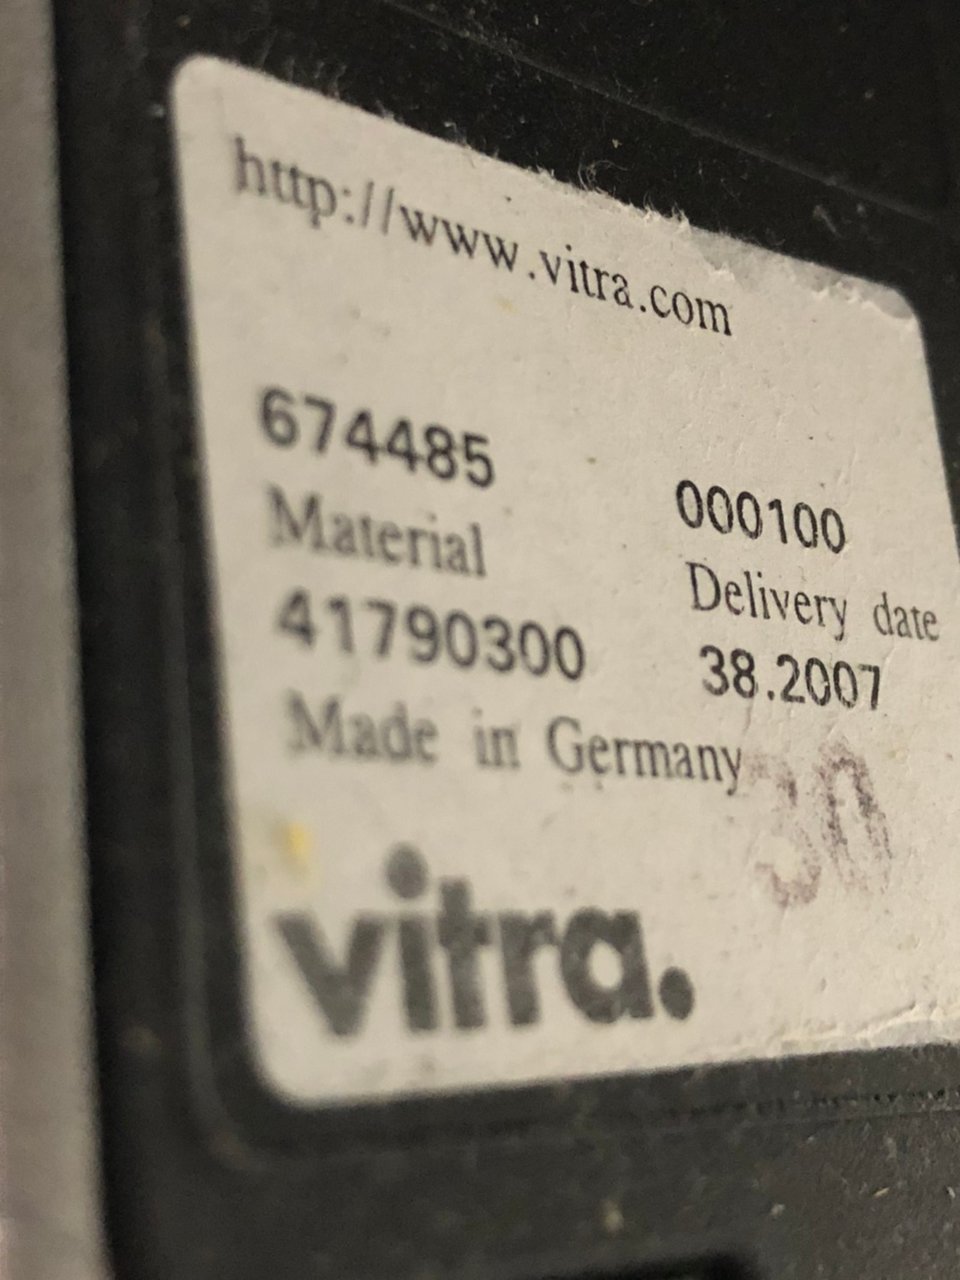 http://www.vitra.com
674485 000100
Material Delivery date
41790300 38.2007
Made in Germany
30
vitra.